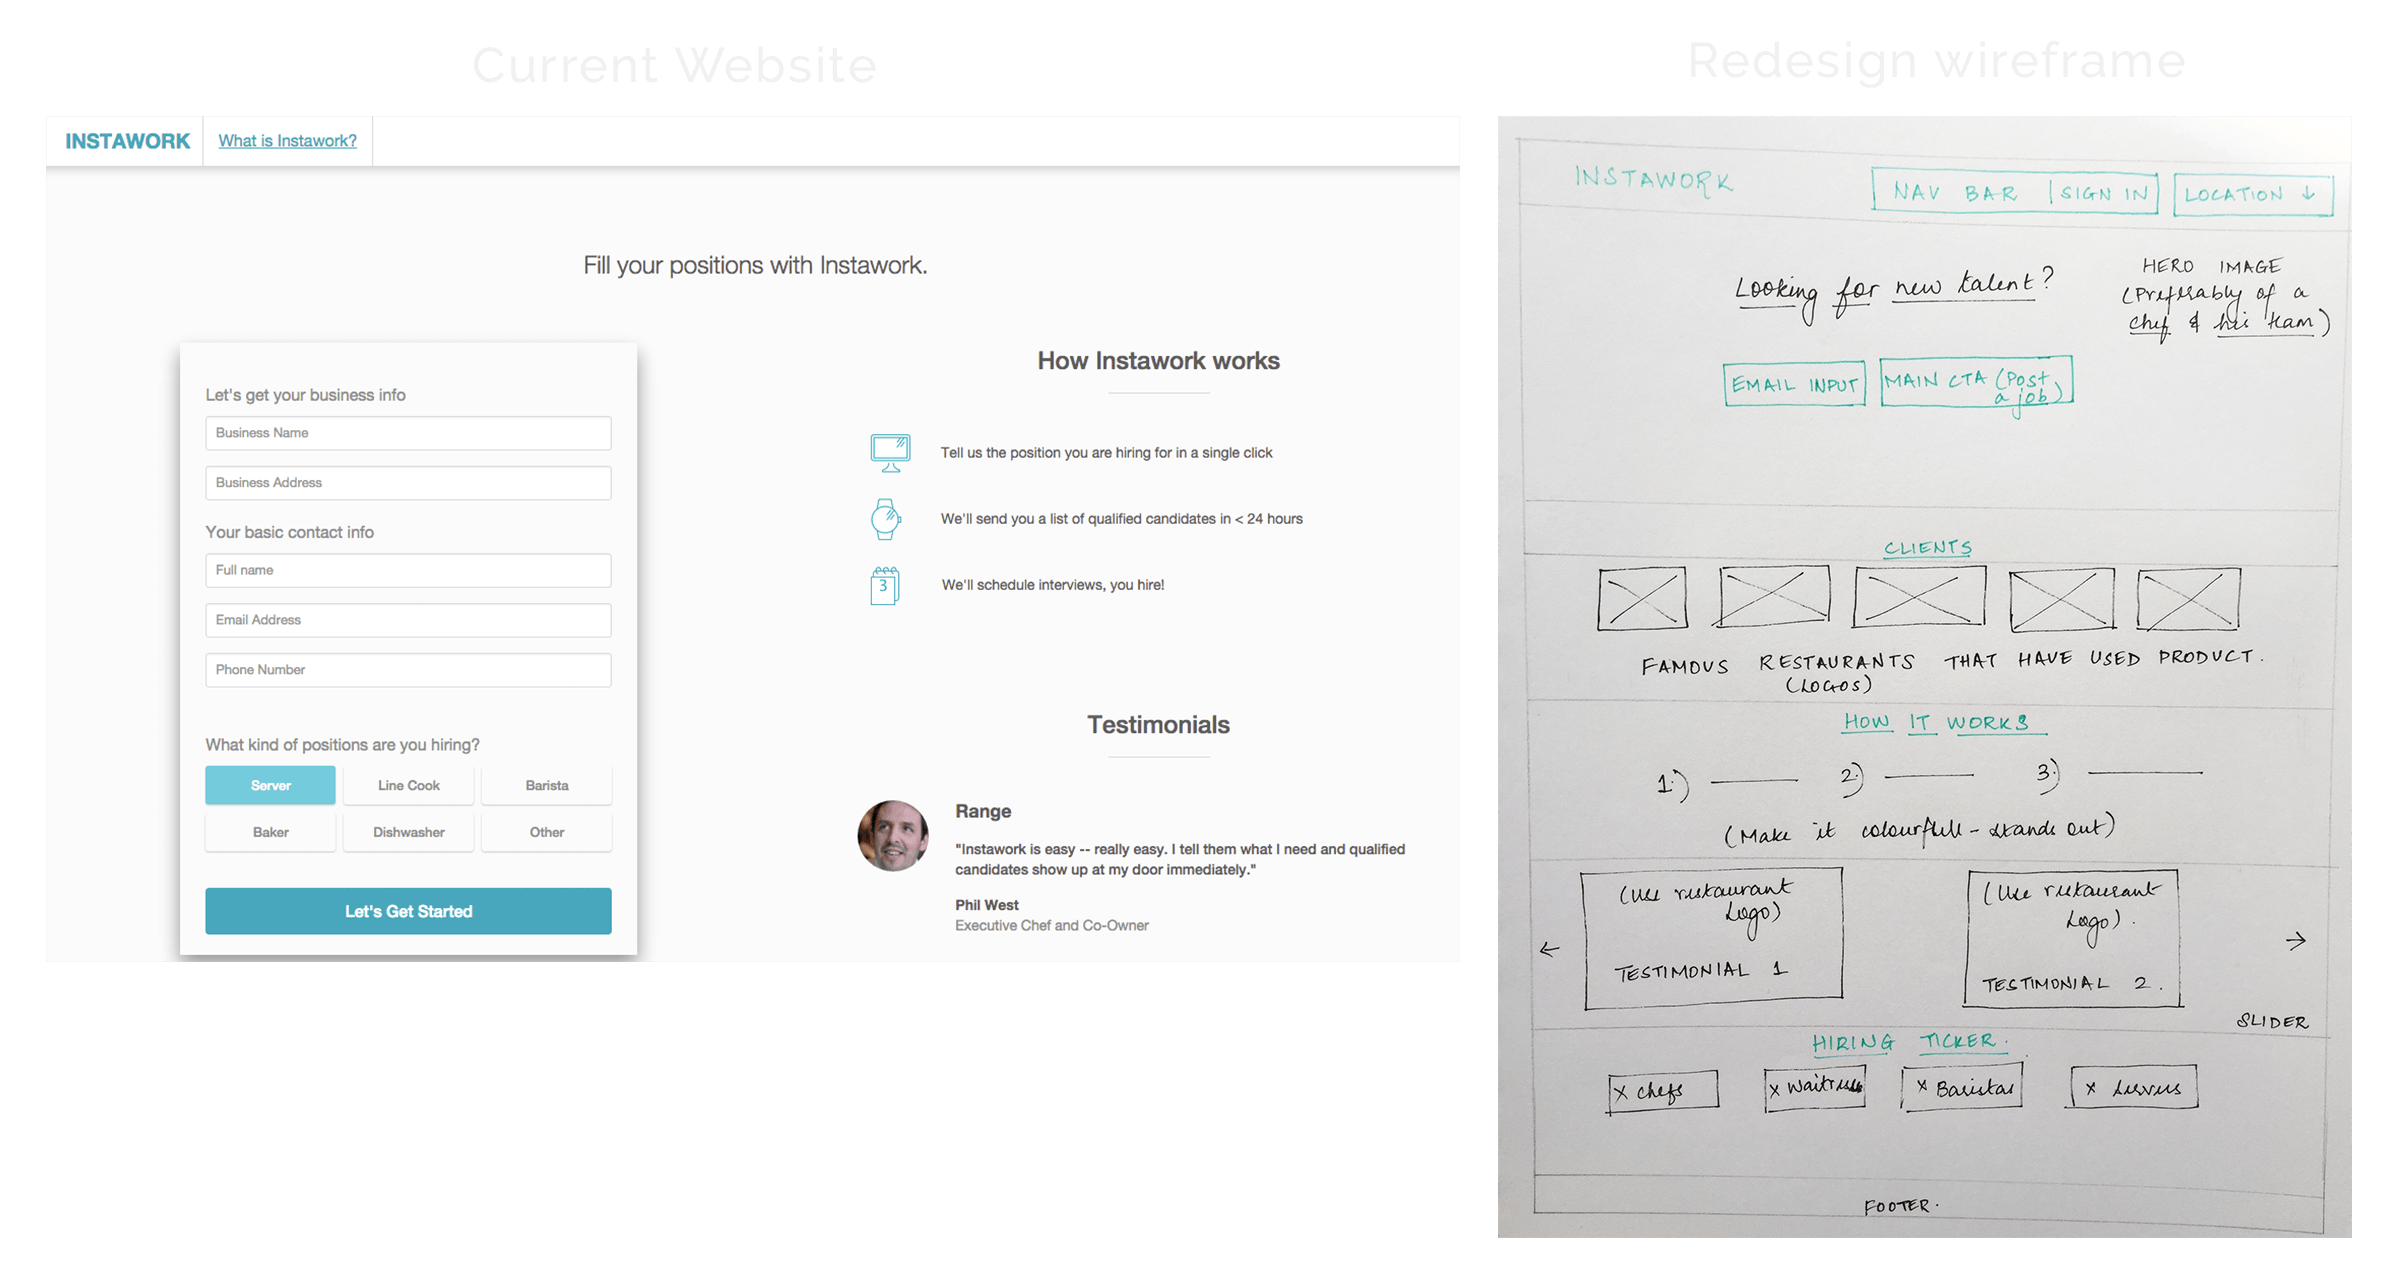 Current Website
INSTAWORK
What is Instawork?
Fill your positions with Instawork.
Let's get your business info
Business Name
Business Address
Your basic contact info
Full name
Email Address
Phone Number
What kind of positions are you hiring?
Server
Line Cook
Barista
Baker
Dishwasher
Other
Let's Get Started
How Instawork works
Tell us the position you are hiring for in a single click
We'll send you a list of qualified candidates in < 24 hours
3
We'll schedule interviews, you hire!
Testimonials
Range
"Instawork is easy -- really easy. I tell them what I need and qualified
candidates show up at my door immediately."
Phil West
Executive Chef and Co-Owner
Redesign wireframe
INSTAWORK
NAV BAR | SIGN IN
LOCATION ↓
Looking for new talent?
HERO IMAGE
(Preferably of a
chef & his team)
EMAIL INPUT
MAIN CTA (Post
a job)
CLIENTS
FAMOUS RESTAURANTS THAT HAVE USED PRODUCT.
(LOGOS)
HOW IT WORKS
1.)
2.)
3.)
(Make it colourfull - stands out)
(Use restaurant
Logo)
TESTIMONIAL 1
(Use restaurant
Logo).
TESTIMONIAL 2.
←
→
SLIDER
HIRING TICKER.
X chefs
X Waitress
X Baristas
X servers
FOOTER.